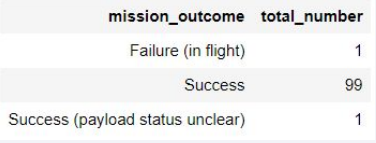 mission_outcome total_number
Failure (in flight) 1
Success 99
Success (payload status unclear) 1